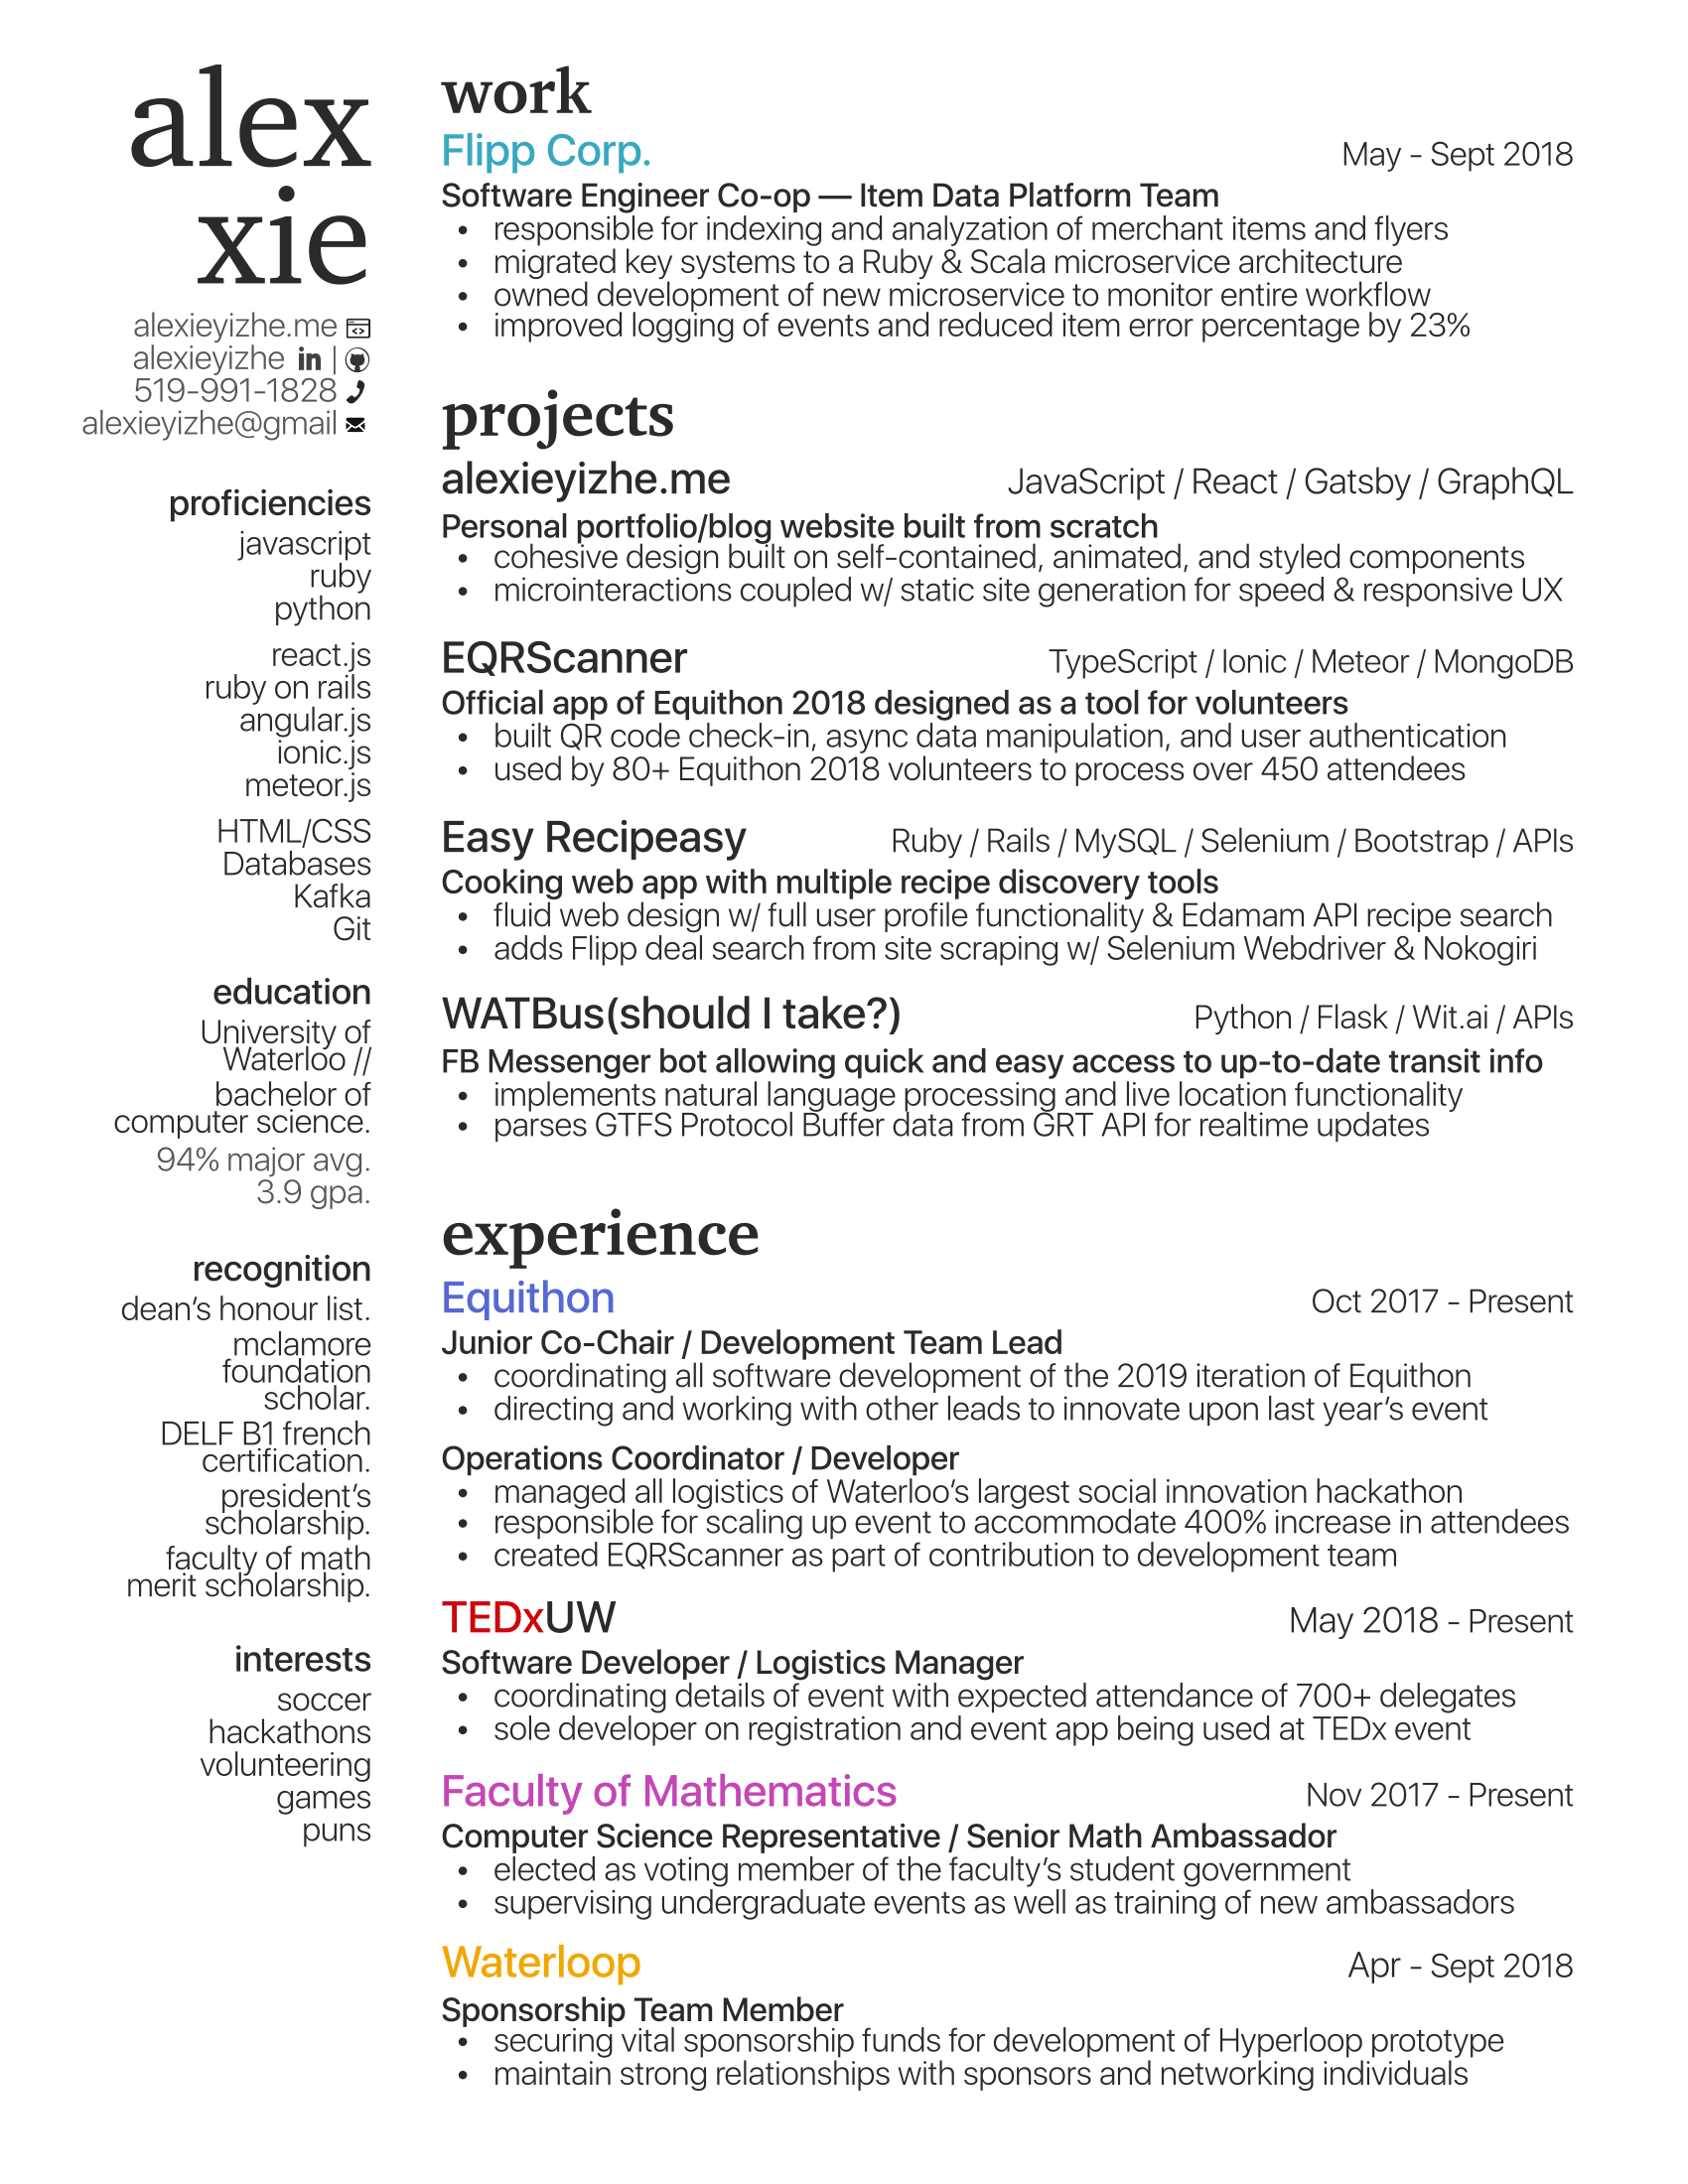 alex
xie
alexieyizhe.me
alexieyizhe in |
519-991-1828
alexieyizhe@gmail
proficiencies
javascript
ruby
python
react.js
ruby on rails
angular.js
ionic.js
meteor.js
HTML/CSS
Databases
Kafka
Git
education
University of
Waterloo //
bachelor of
computer science.
94% major avg.
3.9 gpa.
recognition
dean's honour list.
mclamore
foundation
scholar.
DELF B1 french
certification.
president's
scholarship.
faculty of math
merit scholarship.
interests
soccer
hackathons
volunteering
games
puns
work
Flipp Corp. May - Sept 2018
Software Engineer Co-op — Item Data Platform Team
• responsible for indexing and analyzation of merchant items and flyers
• migrated key systems to a Ruby & Scala microservice architecture
• owned development of new microservice to monitor entire workflow
• improved logging of events and reduced item error percentage by 23%
projects
alexieyizhe.me JavaScript / React / Gatsby / GraphQL
Personal portfolio/blog website built from scratch
• cohesive design built on self-contained, animated, and styled components
• microinteractions coupled w/ static site generation for speed & responsive UX
EQRScanner TypeScript / Ionic / Meteor / MongoDB
Official app of Equithon 2018 designed as a tool for volunteers
• built QR code check-in, async data manipulation, and user authentication
• used by 80+ Equithon 2018 volunteers to process over 450 attendees
Easy Recipeasy Ruby / Rails / MySQL / Selenium / Bootstrap / APIs
Cooking web app with multiple recipe discovery tools
• fluid web design w/ full user profile functionality & Edamam API recipe search
• adds Flipp deal search from site scraping w/ Selenium Webdriver & Nokogiri
WATBus(should I take?) Python / Flask / Wit.ai / APIs
FB Messenger bot allowing quick and easy access to up-to-date transit info
• implements natural language processing and live location functionality
• parses GTFS Protocol Buffer data from GRT API for realtime updates
experience
Equithon Oct 2017 - Present
Junior Co-Chair / Development Team Lead
• coordinating all software development of the 2019 iteration of Equithon
• directing and working with other leads to innovate upon last year's event
Operations Coordinator / Developer
• managed all logistics of Waterloo's largest social innovation hackathon
• responsible for scaling up event to accommodate 400% increase in attendees
• created EQRScanner as part of contribution to development team
TEDxUW May 2018 - Present
Software Developer / Logistics Manager
• coordinating details of event with expected attendance of 700+ delegates
• sole developer on registration and event app being used at TEDx event
Faculty of Mathematics Nov 2017 - Present
Computer Science Representative / Senior Math Ambassador
• elected as voting member of the faculty's student government
• supervising undergraduate events as well as training of new ambassadors
Waterloop Apr - Sept 2018
Sponsorship Team Member
• securing vital sponsorship funds for development of Hyperloop prototype
• maintain strong relationships with sponsors and networking individuals